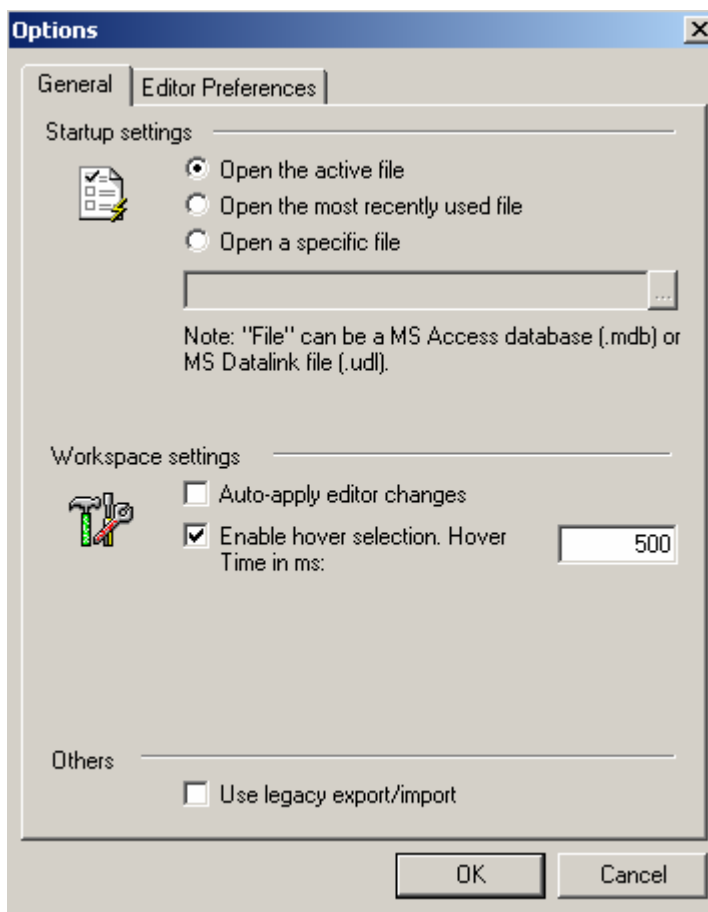 Options
General
Editor Preferences
Startup settings
Open the active file
Open the most recently used file
Open a specific file
...
Note: "File" can be a MS Access database (.mdb) or
MS Datalink file (.udl).
Workspace settings
Auto-apply editor changes
Enable hover selection. Hover
Time in ms:
500
Others
Use legacy export/import
OK
Cancel